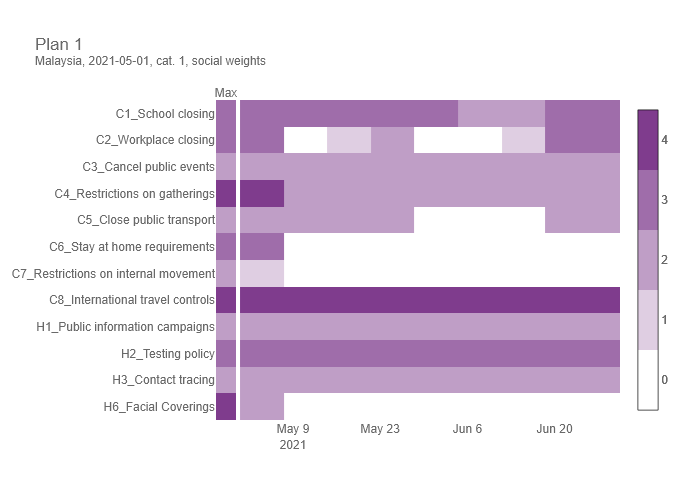 Plan 1
Malaysia, 2021-05-01, cat. 1, social weights
Max
C1_School closing
C2_Workplace closing
C3_Cancel public events
C4_Restrictions on gatherings
C5_Close public transport
C6_Stay at home requirements
C7_Restrictions on internal movement
C8_International travel controls
H1_Public information campaigns
H2_Testing policy
H3_Contact tracing
H6_Facial Coverings
May 9
2021
May 23
Jun 6
Jun 20
4
3
2
1
0